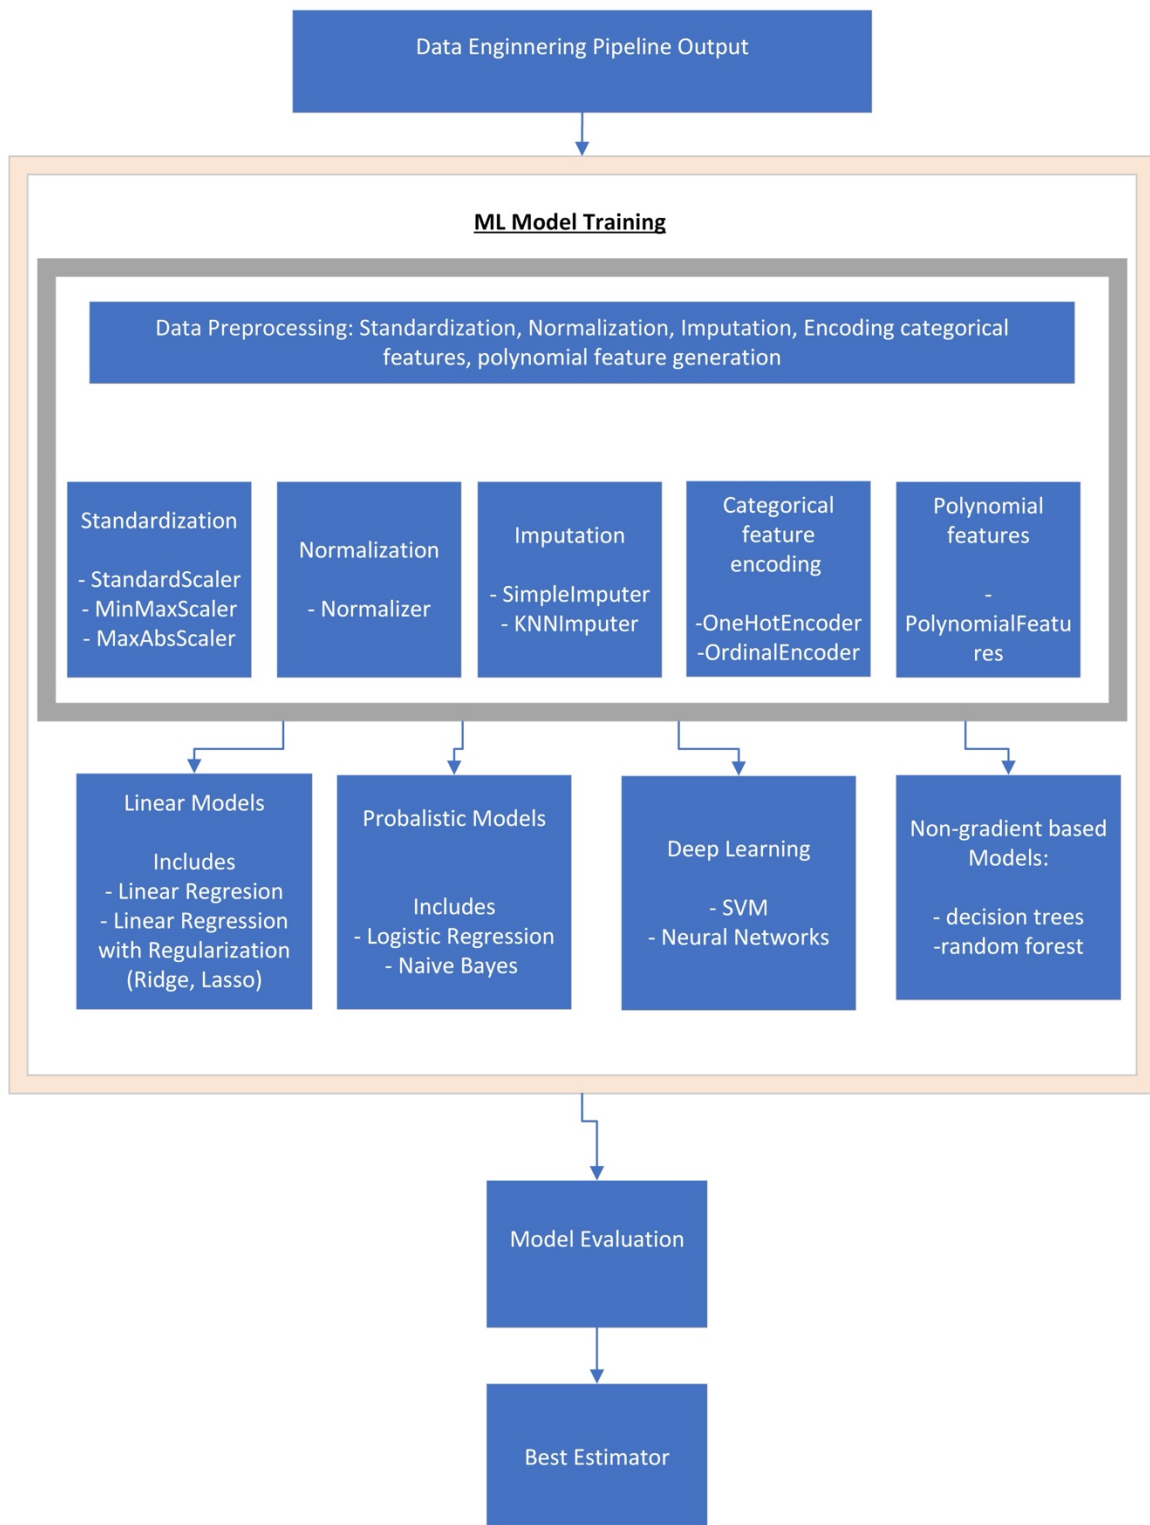 Data Enginnering Pipeline Output
ML Model Training
Data Preprocessing: Standardization, Normalization, Imputation, Encoding categorical
features, polynomial feature generation
Standardization
- StandardScaler
- MinMaxScaler
- MaxAbsScaler
Normalization
- Normalizer
Imputation
- SimpleImputer
- KNNImputer
Categorical
feature
encoding
-OneHotEncoder
-OrdinalEncoder
Polynomial
features
-
PolynomialFeatu
res
Linear Models
Includes
- Linear Regresion
- Linear Regression
with Regularization
(Ridge, Lasso)
Probalistic Models
Includes
- Logistic Regression
- Naive Bayes
Deep Learning
- SVM
- Neural Networks
Non-gradient based
Models:
- decision trees
-random forest
Model Evaluation
Best Estimator